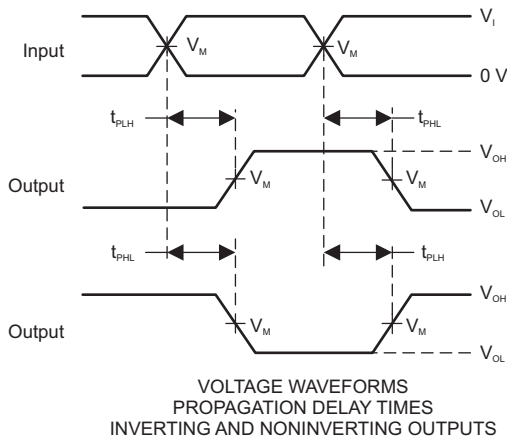 V_I
Input
V_M
V_M
0 V
t_PLH
t_PHL
V_OH
Output
V_M
V_M
V_OL
t_PHL
t_PLH
V_OH
Output
V_M
V_M
V_OL
VOLTAGE WAVEFORMS
PROPAGATION DELAY TIMES
INVERTING AND NONINVERTING OUTPUTS